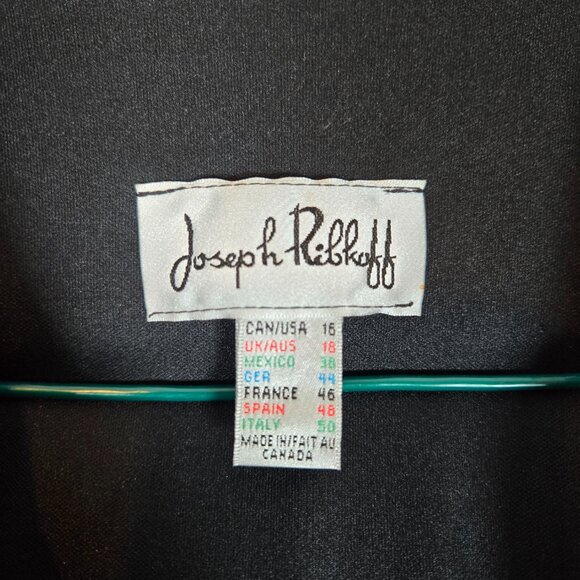 Joseph Ribkoff
CAN/USA 16
UK/AUS 18
MEXICO 38
GER 44
FRANCE 46
SPAIN 48
ITALY 50
MADE IN/FAIT AU
CANADA